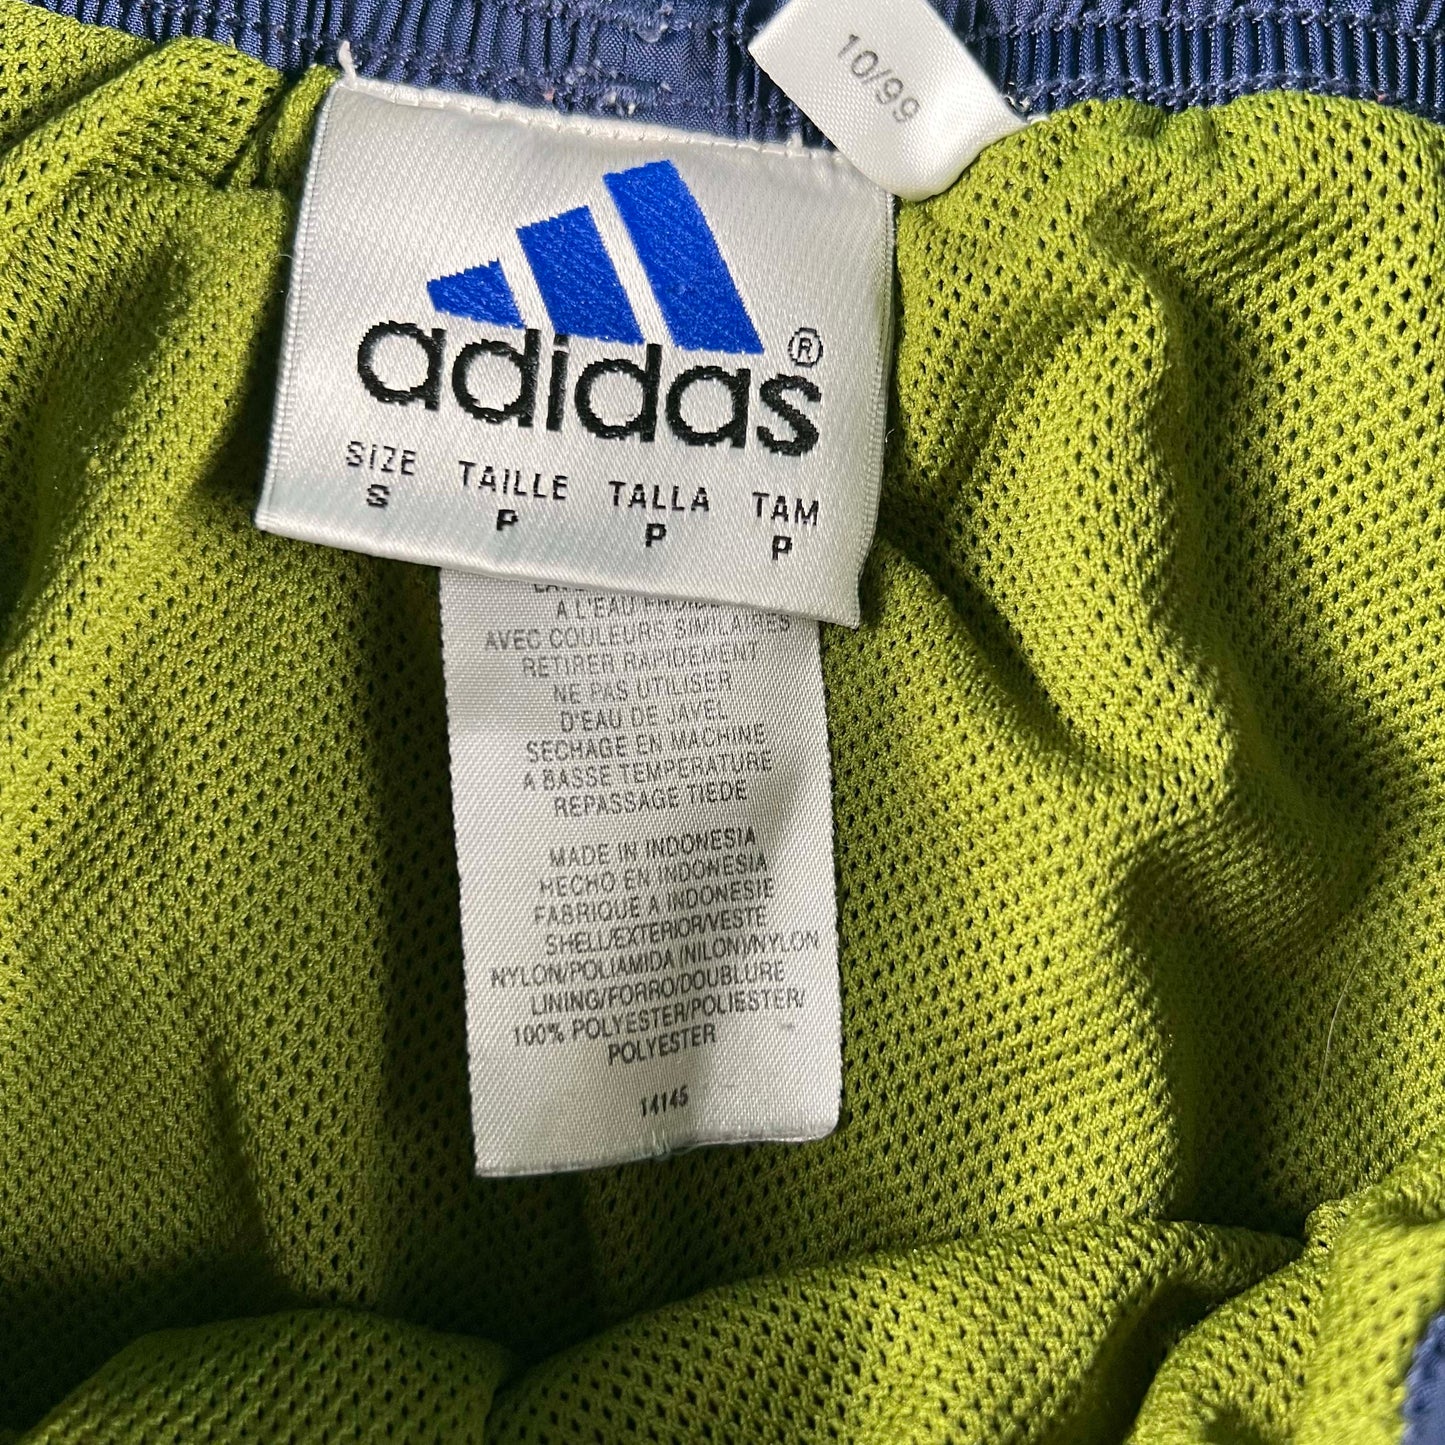 10/99
adidas®
SIZE TAILLE TALLA TAM
S P P P
A L'EAU FROIDE
AVEC COULEURS SIMILAIRES
RETIRER RAPIDEMENT
NE PAS UTILISER
D'EAU DE JAVEL
SECHAGE EN MACHINE
A BASSE TEMPERATURE
REPASSAGE TIEDE
MADE IN INDONESIA
HECHO EN INDONESIA
FABRIQUE A INDONESIE
SHELL/EXTERIOR/VESTE
NYLON/POLIAMIDA (NILON)/NYLON
LINING/FORRO/DOUBLURE
100% POLYESTER/POLIESTER/
POLYESTER
14145